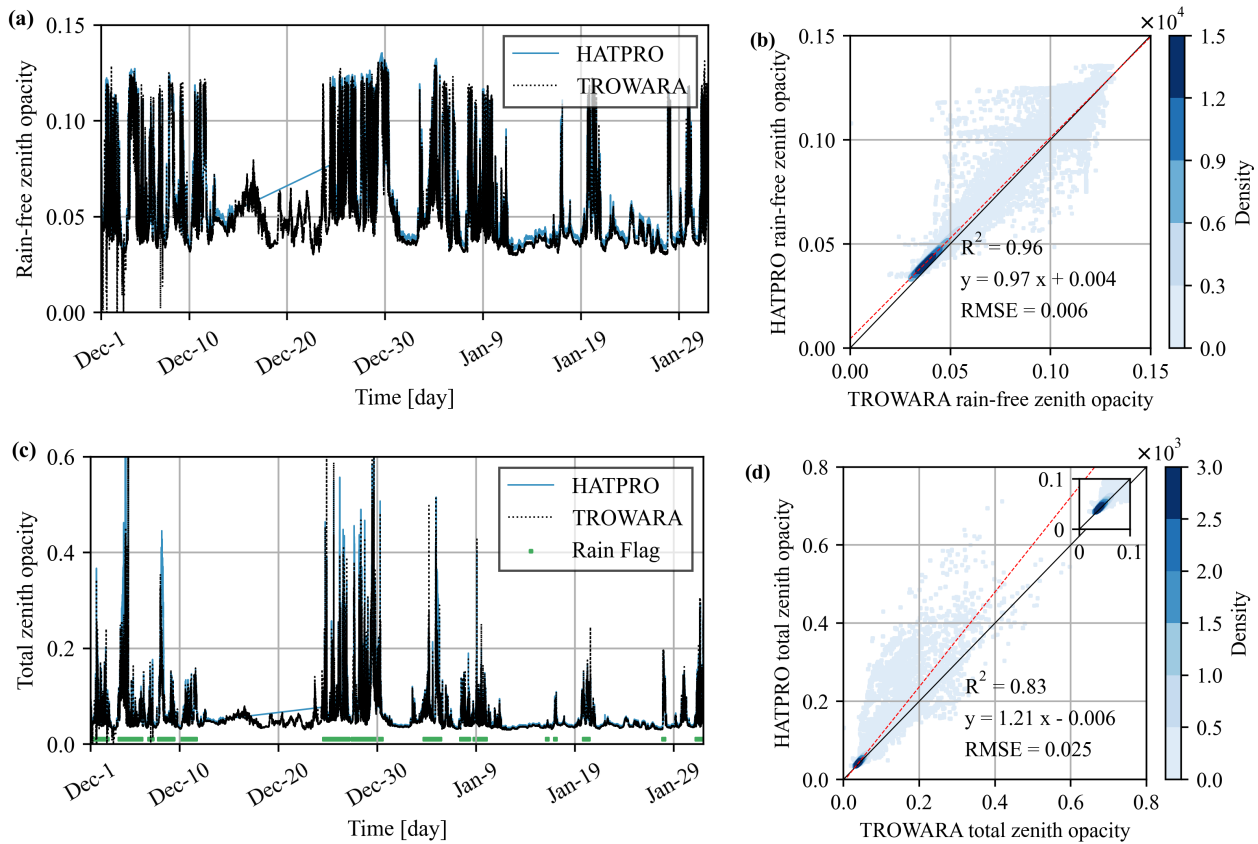 (a)
0.15
0.10
0.05
0.00
Rain-free zenith opacity
HATPRO
TROWARA
Dec-1
Dec-10
Dec-20
Dec-30
Jan-9
Jan-19
Jan-29
Time [day]
(b)
0.15
0.10
0.05
0.00
HATPRO rain-free zenith opacity
R² = 0.96
y = 0.97 x + 0.004
RMSE = 0.006
0.00
0.05
0.10
0.15
TROWARA rain-free zenith opacity
×10⁴
1.5
1.2
0.9
0.6
0.3
0.0
Density
(c)
0.6
0.4
0.2
0.0
Total zenith opacity
HATPRO
TROWARA
Rain Flag
Dec-1
Dec-10
Dec-20
Dec-30
Jan-9
Jan-19
Jan-29
Time [day]
(d)
0.8
0.6
0.4
0.2
0.0
HATPRO total zenith opacity
0.1
0
0
0.1
R² = 0.83
y = 1.21 x - 0.006
RMSE = 0.025
0.0
0.2
0.4
0.6
0.8
TROWARA total zenith opacity
×10³
3.0
2.5
2.0
1.5
1.0
0.5
0.0
Density